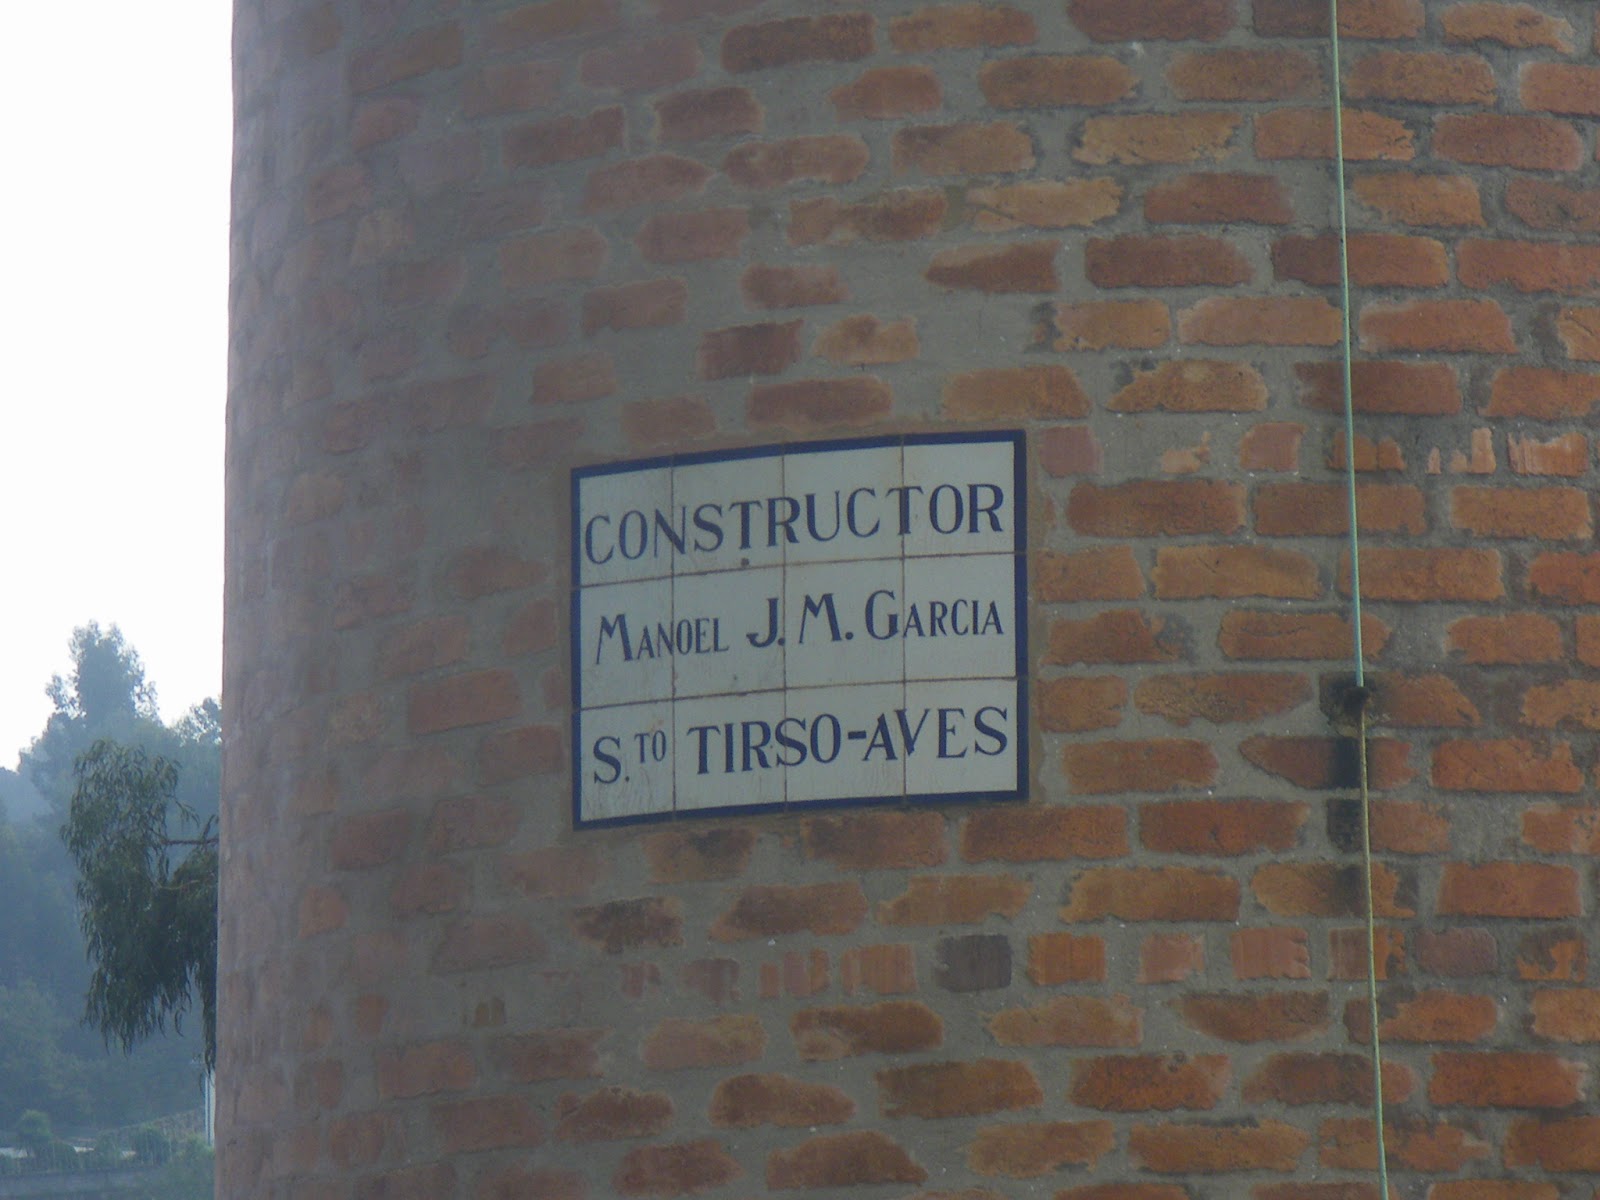 CONSTRUCTOR
MANOEL J. M. GARCIA
S.TO TIRSO-AVES